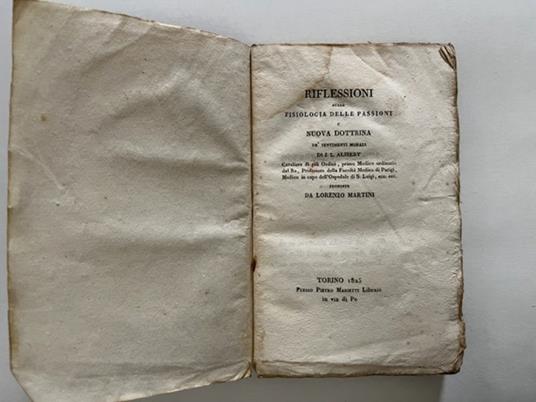 RIFLESSIONI
SULLA
FISIOLOGIA DELLE PASSIONI
O
NUOVA DOTTRINA
DE' SENTIMENTI MORALI
DI J. L. ALIBERT
Cavaliere di più Ordini, primo Medico ordinario
del Re, Professore della Facoltà Medica di Parigi,
Medico in capo dell'Ospedale di S. Luigi, ecc. ecc.
PROPOSTE
DA LORENZO MARTINI
TORINO 1825
Presso Pietro Marietti Libraio
in via di Po